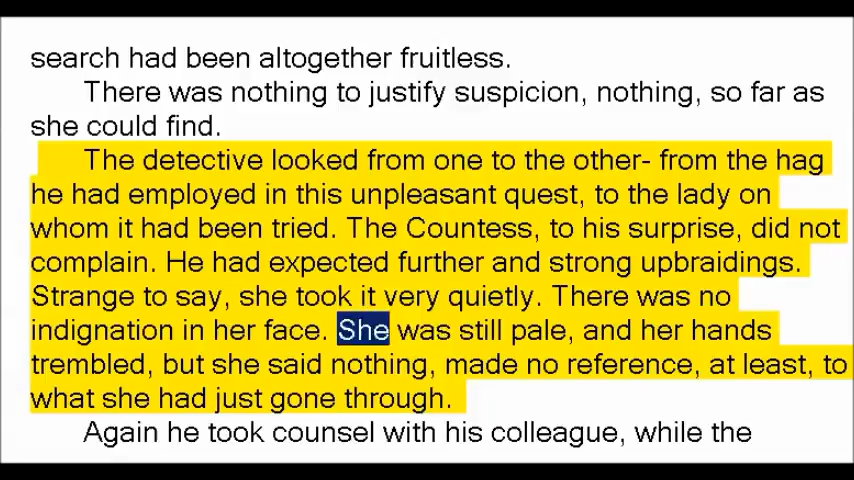 search had been altogether fruitless.
There was nothing to justify suspicion, nothing, so far as
she could find.
The detective looked from one to the other- from the hag
he had employed in this unpleasant quest, to the lady on
whom it had been tried. The Countess, to his surprise, did not
complain. He had expected further and strong upbraidings.
Strange to say, she took it very quietly. There was no
indignation in her face. She was still pale, and her hands
trembled, but she said nothing, made no reference, at least, to
what she had just gone through.
Again he took counsel with his colleague, while the